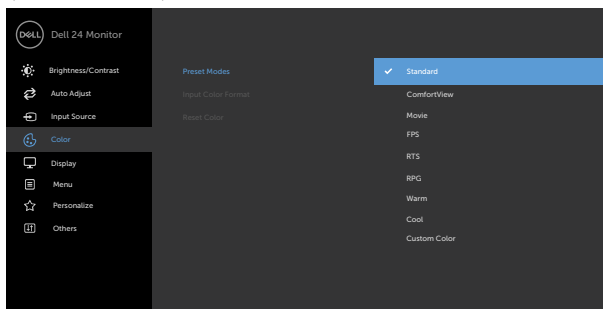 DELL Dell 24 Monitor
Brightness/Contrast
Auto Adjust
Input Source
Color
Display
Menu
Personalize
Others
Preset Modes
Input Color Format
Reset Color
Standard
ComfortView
Movie
FPS
RTS
RPG
Warm
Cool
Custom Color